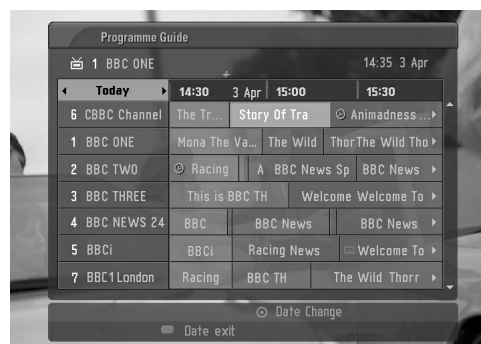 Programme Guide
1 BBC ONE 14:35 3 Apr
Today 14:30 3 Apr 15:00 15:30
6 CBBC Channel The Tr... Story Of Tra Animadness ...
1 BBC ONE Mona The Va... The Wild Thor The Wild Tho
2 BBC TWO Racing A BBC News Sp BBC News
3 BBC THREE This is BBC TH Welcome Welcome To
4 BBC NEWS 24 BBC BBC News BBC News
5 BBCi BBCi Racing News Welcome To
7 BBC1 London Racing BBC TH The Wild Thorr
Date Change
Date exit